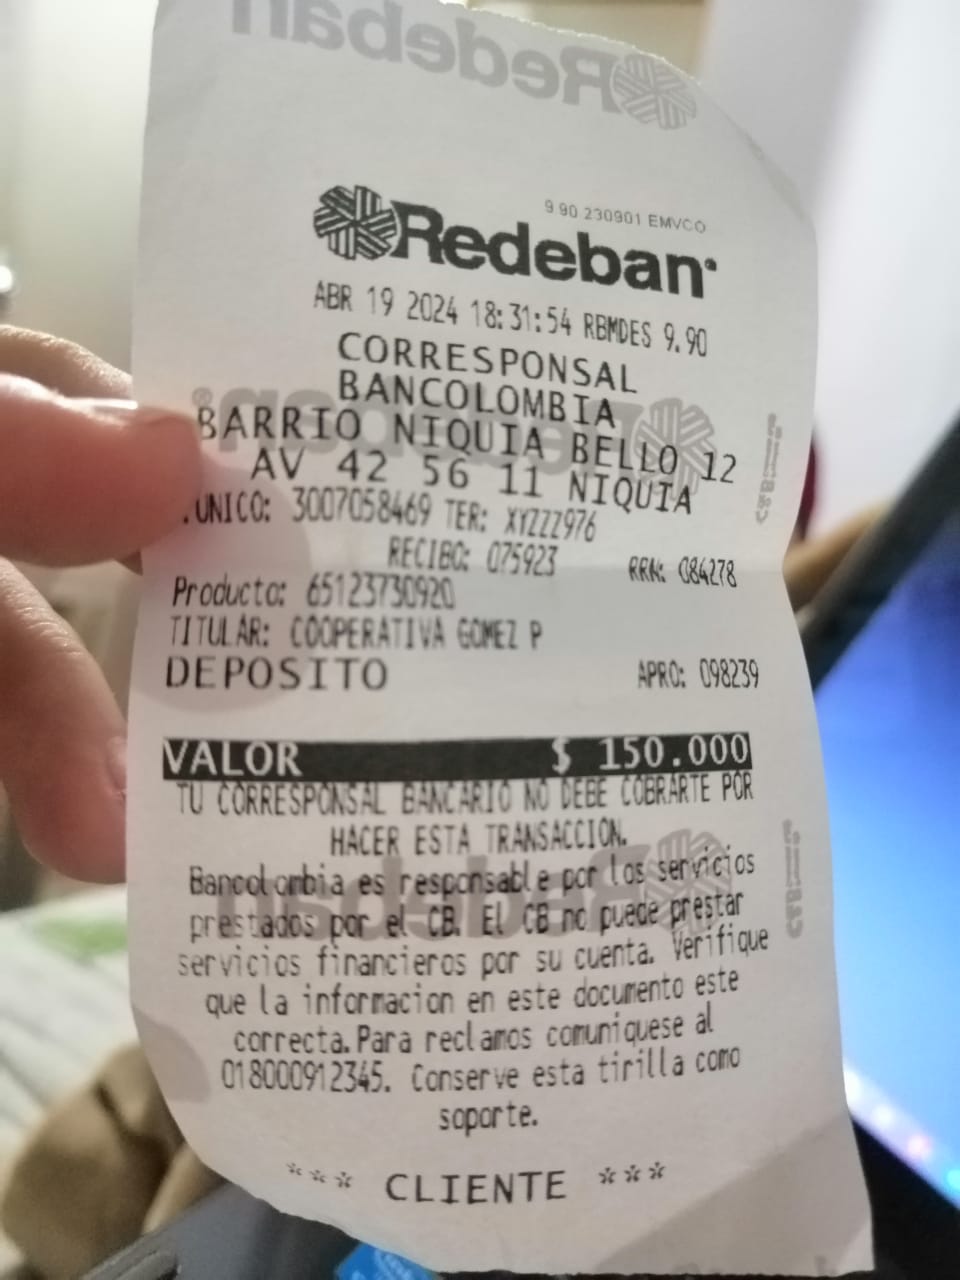 Redeban
9.90 230901 EMVCO
Redeban
ABR 19 2024 18:31:54 RBMDES 9.90
CORRESPONSAL
BANCOLOMBIA
BARRIO NIQUIA BELLO 12
AV 42 56 11 NIQUIA
.UNICO: 3007058469 TER: XYZZZ976
RECIBO: 075923 RRN: 084278
Producto: 65123730920
TITULAR: COOPERATIVA GOMEZ P
DEPOSITO APRO: 098239
VALOR $ 150.000
TU CORRESPONSAL BANCARIO NO DEBE COBRARTE POR
HACER ESTA TRANSACCION.
Bancolombia es responsable por los servicios
prestados por el CB. El CB no puede prestar
servicios financieros por su cuenta. Verifique
que la informacion en este documento este
correcta.Para reclamos comuniquese al
018000912345. Conserve esta tirilla como
soporte.
*** CLIENTE ***